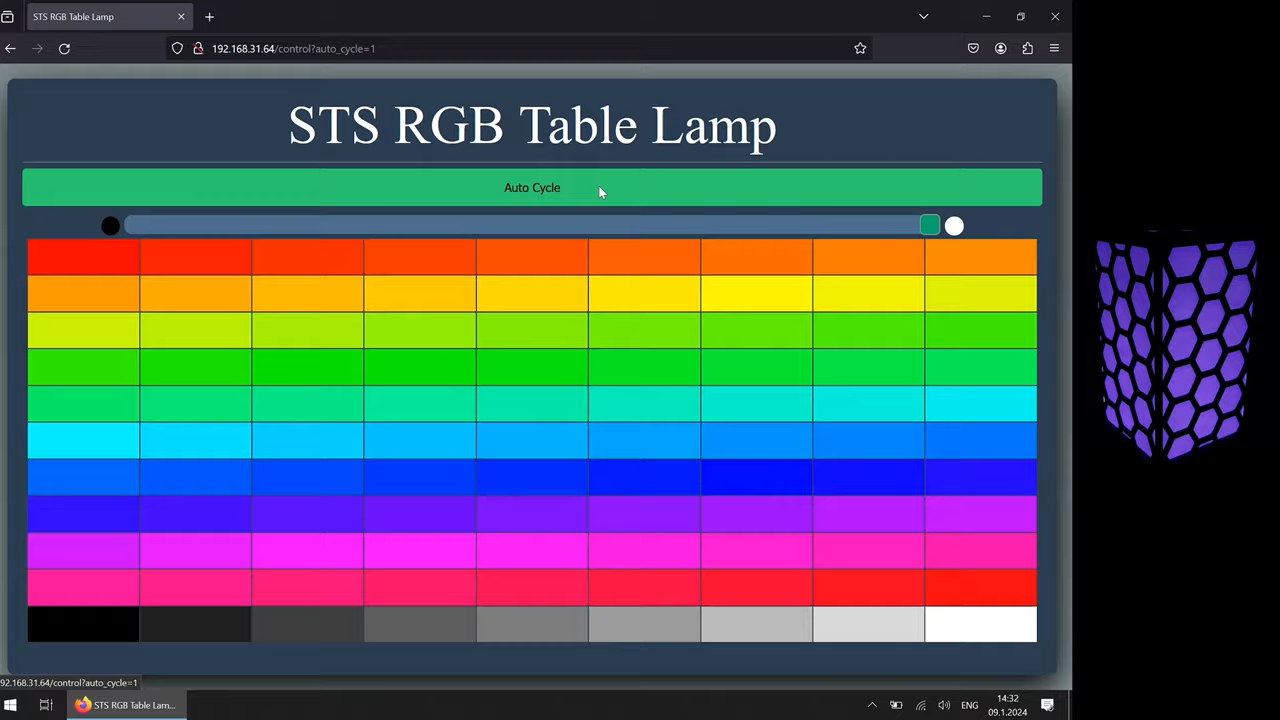 STS RGB Table Lamp
192.168.31.64/control?auto_cycle=1
STS RGB Table Lamp
Auto Cycle
92.168.31.64/control?auto_cycle=1
STS RGB Table Lam...
ENG
14:32
09.1.2024